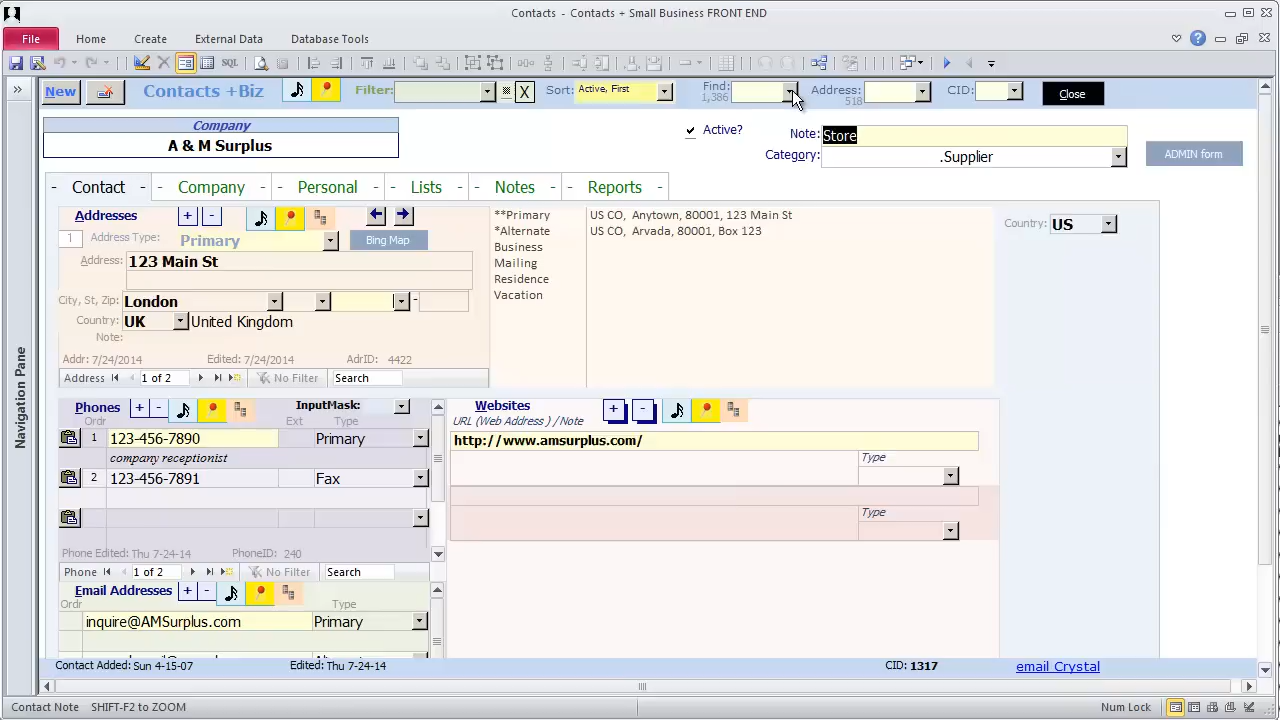 Contacts - Contacts + Small Business FRONT END
File Home Create External Data Database Tools
SQL
New Contacts +Biz Filter: X Sort: Active, First Find: 1,386 Address: 518 CID: Close
Company
A & M Surplus
Active? Note: Store
Category: .Supplier ADMIN form
- Contact - Company - Personal - Lists - Notes - Reports -
Addresses + -
1 Address Type: Primary Bing Map
Address: 123 Main St
City, St, Zip: London -
Country: UK United Kingdom
Note:
Addr: 7/24/2014 Edited: 7/24/2014 AdrID: 4422
Address 1 of 2 No Filter Search
**Primary US CO, Anytown, 80001, 123 Main St
*Alternate US CO, Arvada, 80001, Box 123
Business
Mailing
Residence
Vacation
Country: US
Phones + - InputMask:
Ordr Ext Type
1 123-456-7890 Primary
company receptionist
2 123-456-7891 Fax
Phone Edited: Thu 7-24-14 PhoneID: 240
Phone 1 of 2 No Filter Search
Websites + -
URL (Web Address ) / Note
http://www.amsurplus.com/
Type
Type
Email Addresses + -
Ordr Type
inquire@AMSurplus.com Primary
Contact Added: Sun 4-15-07 Edited: Thu 7-24-14 CID: 1317 email Crystal
Navigation Pane
Contact Note SHIFT-F2 to ZOOM Num Lock